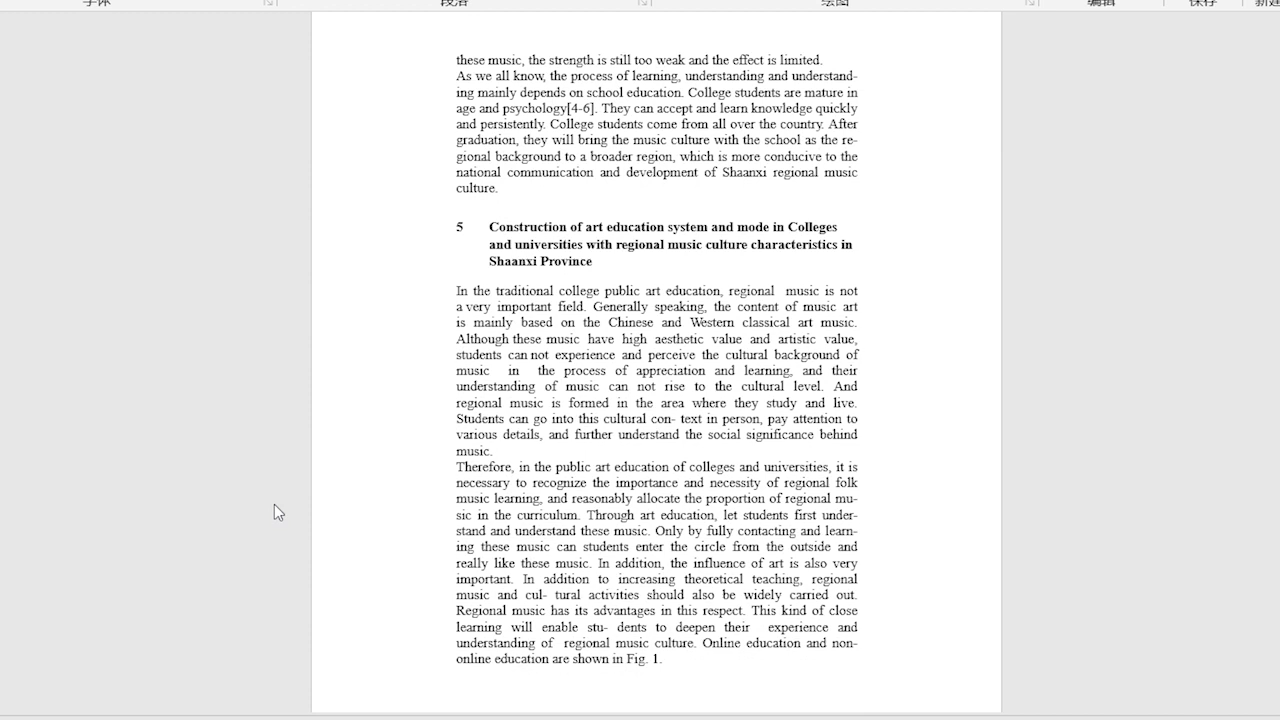 字体 段落 绘图 编辑 保存 新建
these music, the strength is still too weak and the effect is limited.
As we all know, the process of learning, understanding and understand-
ing mainly depends on school education. College students are mature in
age and psychology[4-6]. They can accept and learn knowledge quickly
and persistently. College students come from all over the country. After
graduation, they will bring the music culture with the school as the re-
gional background to a broader region, which is more conducive to the
national communication and development of Shaanxi regional music
culture.
5 Construction of art education system and mode in Colleges
and universities with regional music culture characteristics in
Shaanxi Province
In the traditional college public art education, regional music is not
a very important field. Generally speaking, the content of music art
is mainly based on the Chinese and Western classical art music.
Although these music have high aesthetic value and artistic value,
students can not experience and perceive the cultural background of
music in the process of appreciation and learning, and their
understanding of music can not rise to the cultural level. And
regional music is formed in the area where they study and live.
Students can go into this cultural con- text in person, pay attention to
various details, and further understand the social significance behind
music.
Therefore, in the public art education of colleges and universities, it is
necessary to recognize the importance and necessity of regional folk
music learning, and reasonably allocate the proportion of regional mu-
sic in the curriculum. Through art education, let students first under-
stand and understand these music. Only by fully contacting and learn-
ing these music can students enter the circle from the outside and
really like these music. In addition, the influence of art is also very
important. In addition to increasing theoretical teaching, regional
music and cul- tural activities should also be widely carried out.
Regional music has its advantages in this respect. This kind of close
learning will enable stu- dents to deepen their experience and
understanding of regional music culture. Online education and non-
online education are shown in Fig. 1.